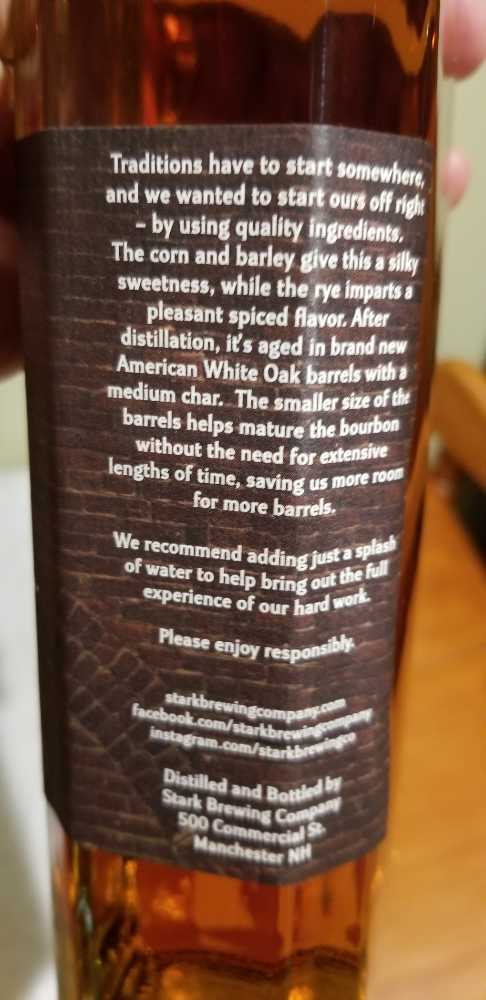 Traditions have to start somewhere,
and we wanted to start ours off right
– by using quality ingredients.
The corn and barley give this a silky
sweetness, while the rye imparts a
pleasant spiced flavor. After
distillation, it's aged in brand new
American White Oak barrels with a
medium char. The smaller size of the
barrels helps mature the bourbon
without the need for extensive
lengths of time, saving us more room
for more barrels.
We recommend adding just a splash
of water to help bring out the full
experience of our hard work.
Please enjoy responsibly.
starkbrewingcompany.com
facebook.com/starkbrewingcompany
instagram.com/starkbrewingco
Distilled and Bottled by
Stark Brewing Company
500 Commercial St.
Manchester NH